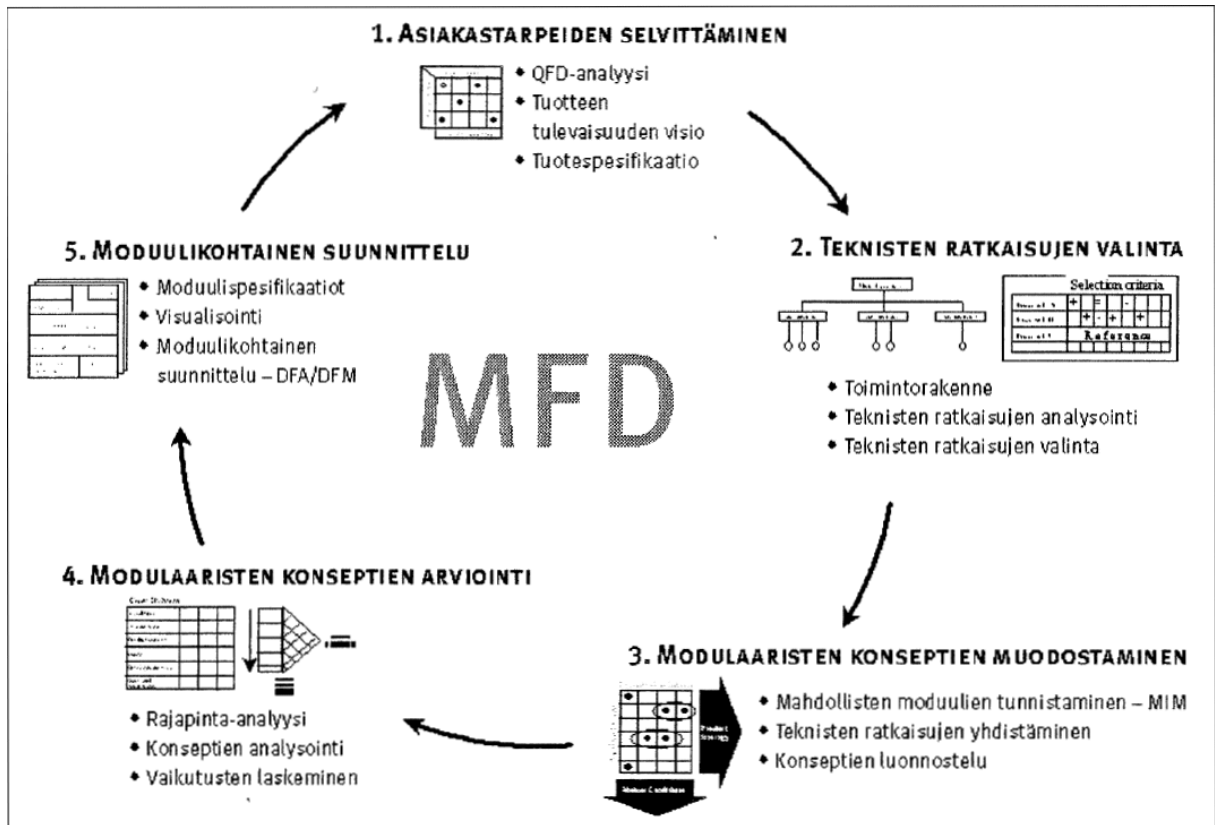 1. ASIAKASTARPEIDEN SELVITTÄMINEN
◆ QFD-analyysi
◆ Tuotteen
tulevaisuuden visio
◆ Tuotespesifikaatio
5. MODUULIKOHTAINEN SUUNNITTELU
◆ Moduulispesifikaatiot
◆ Visualisointi
◆ Moduulikohtainen
suunnittelu – DFA/DFM
2. TEKNISTEN RATKAISUJEN VALINTA
Selection criteria
Reference
◆ Toimintorakenne
◆ Teknisten ratkaisujen analysointi
◆ Teknisten ratkaisujen valinta
MFD
4. MODULAARISTEN KONSEPTIEN ARVIOINTI
◆ Rajapinta-analyysi
◆ Konseptien analysointi
◆ Vaikutusten laskeminen
3. MODULAARISTEN KONSEPTIEN MUODOSTAMINEN
◆ Mahdollisten moduulien tunnistaminen – MIM
◆ Teknisten ratkaisujen yhdistäminen
◆ Konseptien luonnostelu